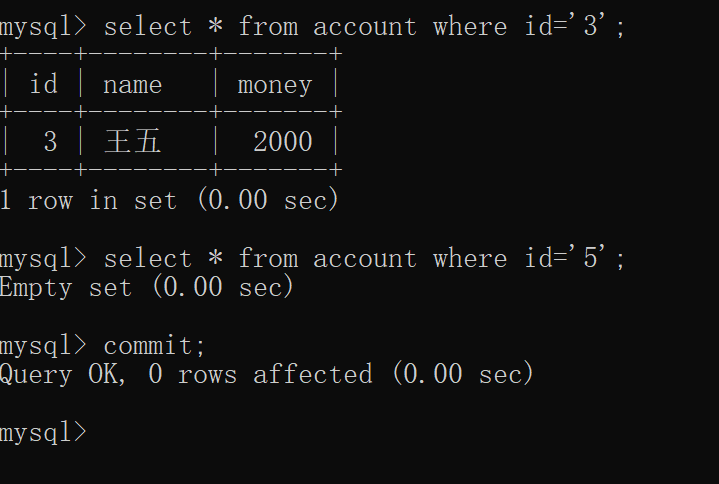 mysql> select * from account where id='3';
+----+--------+-------+
| id | name   | money |
+----+--------+-------+
|  3 | 王五   |  2000 |
+----+--------+-------+
1 row in set (0.00 sec)
mysql> select * from account where id='5';
Empty set (0.00 sec)
mysql> commit;
Query OK, 0 rows affected (0.00 sec)
mysql>